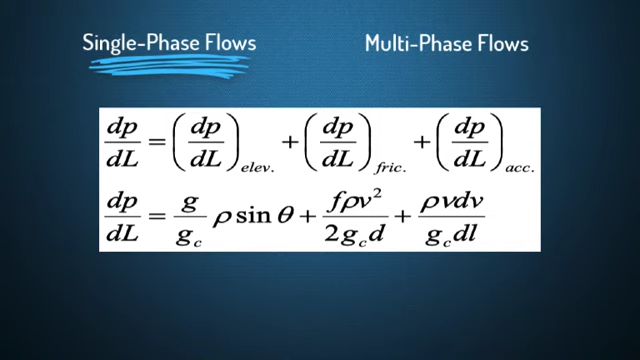 Single-Phase Flows
Multi-Phase Flows
dp/dL = (dp/dL)elev. + (dp/dL)fric. + (dp/dL)acc.
dp/dL = g/gc ρ sin θ + fρv²/2gcd + ρvdv/gcdl